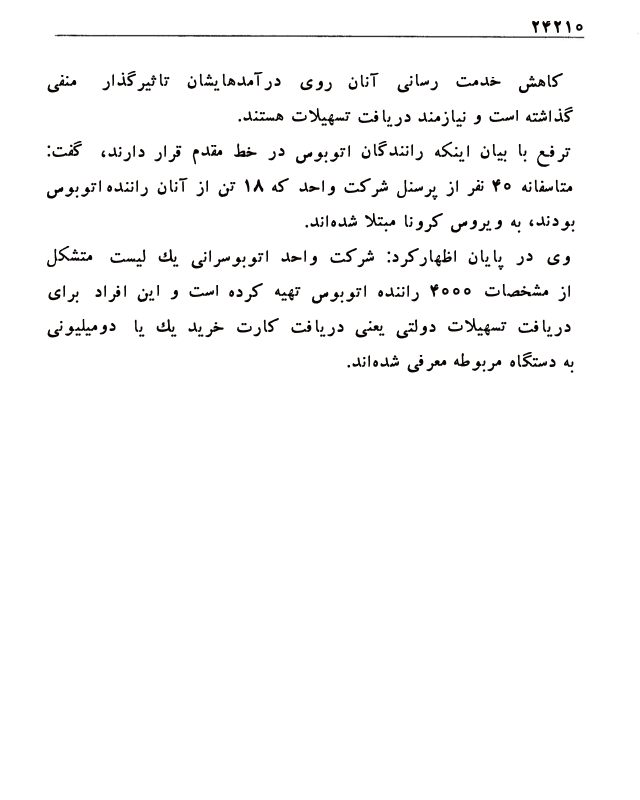 ۲۴۲۱۰
کاهش خدمت رسانی آنان روی درآمدهایشان تاثیرگذار منفی
گذاشته است و نیازمند دریافت تسهیلات هستند.
ترفع با بیان اینکه رانندگان اتوبوس در خط مقدم قرار دارند، گفت:
متاسفانه ۴۰ نفر از پرسنل شرکت واحد که ۱۸ تن از آنان راننده اتوبوس
بودند، به ویروس کرونا مبتلا شده‌اند.
وی در پایان اظهارکرد: شرکت واحد اتوبوسرانی یك لیست متشکل
از مشخصات ۴۰۰۰ راننده اتوبوس تهیه کرده است و این افراد برای
دریافت تسهیلات دولتی یعنی دریافت کارت خرید یك یا دومیلیونی
به دستگاه مربوطه معرفی شده‌اند.